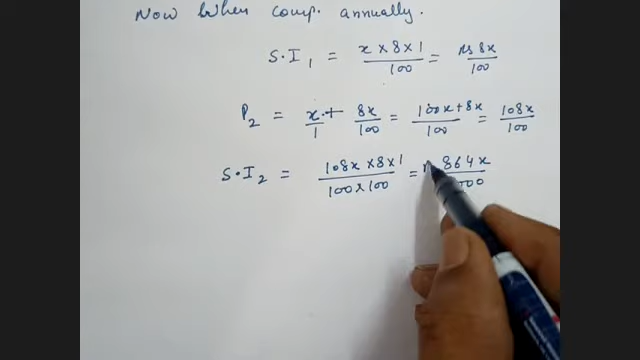 Now When comp. annually.
S.I₁ = x × 8 × 1 / 100 = Rs 8x / 100
P₂ = x / 1 + 8x / 100 = 100x + 8x / 100 = 108x / 100
S.I₂ = 108x × 8 × 1 / 100 × 100 = 864x